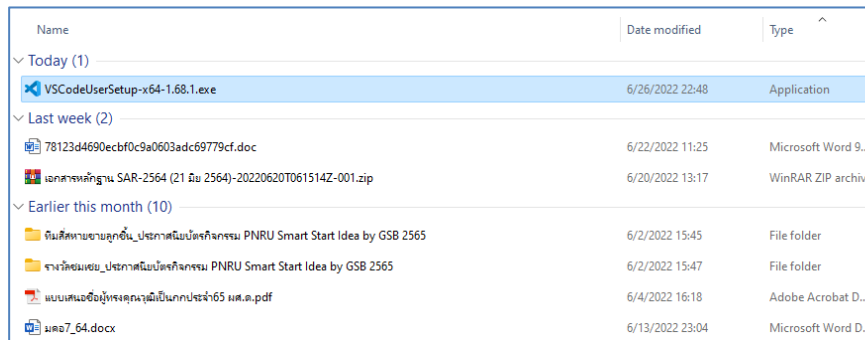 Name Date modified Type
Today (1)
VSCodeUserSetup-x64-1.68.1.exe 6/26/2022 22:48 Application
Last week (2)
78123d4690ecbf0c9a0603adc69779cf.doc 6/22/2022 11:25 Microsoft Word 9...
เอกสารหลักฐาน SAR-2564 (21 มิย 2564)-20220620T061514Z-001.zip 6/20/2022 13:17 WinRAR ZIP archiv
Earlier this month (10)
ทีมสี่สหายขายลูกชิ้น_ประกาศนียบัตรกิจกรรม PNRU Smart Start Idea by GSB 2565 6/2/2022 15:45 File folder
รางวัลชมเชย_ประกาศนียบัตรกิจกรรม PNRU Smart Start Idea by GSB 2565 6/2/2022 15:47 File folder
แบบเสนอชื่อผู้ทรงคุณวุฒิเป็นกกประจำ65 ผศ.ด.pdf 6/4/2022 16:18 Adobe Acrobat D...
มคอ7_64.docx 6/13/2022 23:04 Microsoft Word D...